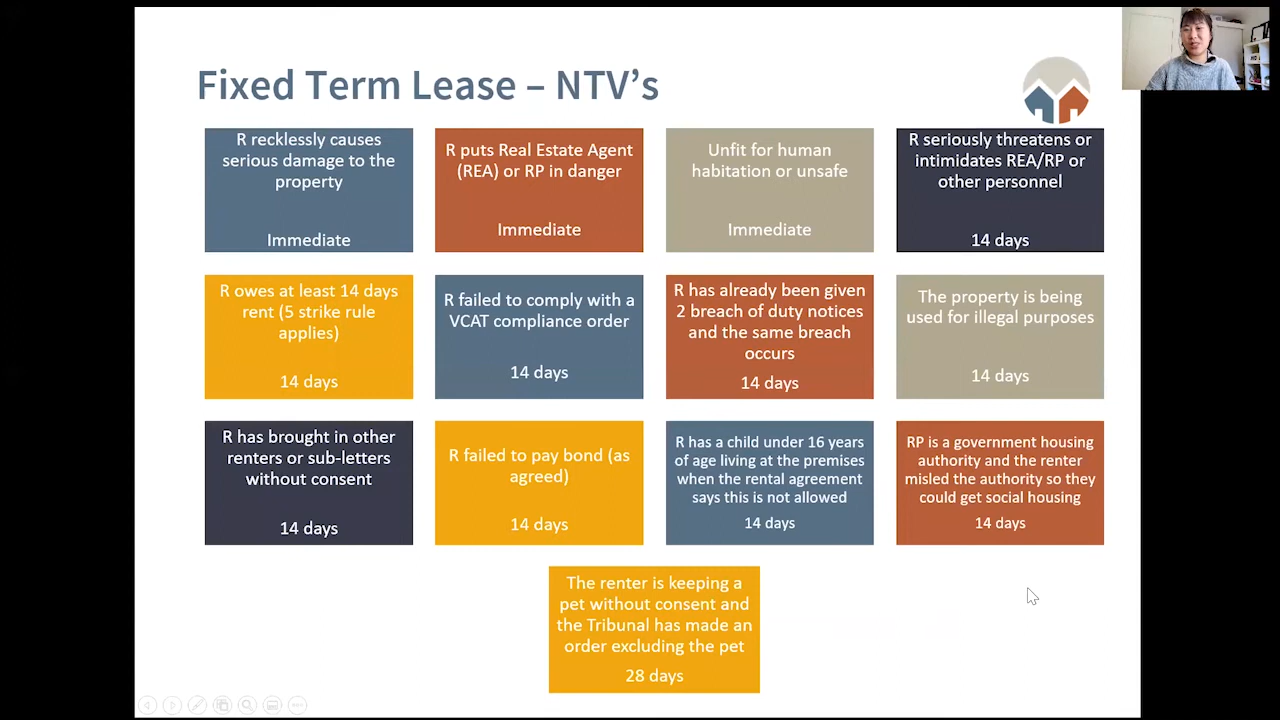 Fixed Term Lease – NTV's
R recklessly causes
serious damage to the
property
Immediate
R puts Real Estate Agent
(REA) or RP in danger
Immediate
Unfit for human
habitation or unsafe
Immediate
R seriously threatens or
intimidates REA/RP or
other personnel
14 days
R owes at least 14 days
rent (5 strike rule
applies)
14 days
R failed to comply with a
VCAT compliance order
14 days
R has already been given
2 breach of duty notices
and the same breach
occurs
14 days
The property is being
used for illegal purposes
14 days
R has brought in other
renters or sub-letters
without consent
14 days
R failed to pay bond (as
agreed)
14 days
R has a child under 16 years
of age living at the premises
when the rental agreement
says this is not allowed
14 days
RP is a government housing
authority and the renter
misled the authority so they
could get social housing
14 days
The renter is keeping a
pet without consent and
the Tribunal has made an
order excluding the pet
28 days